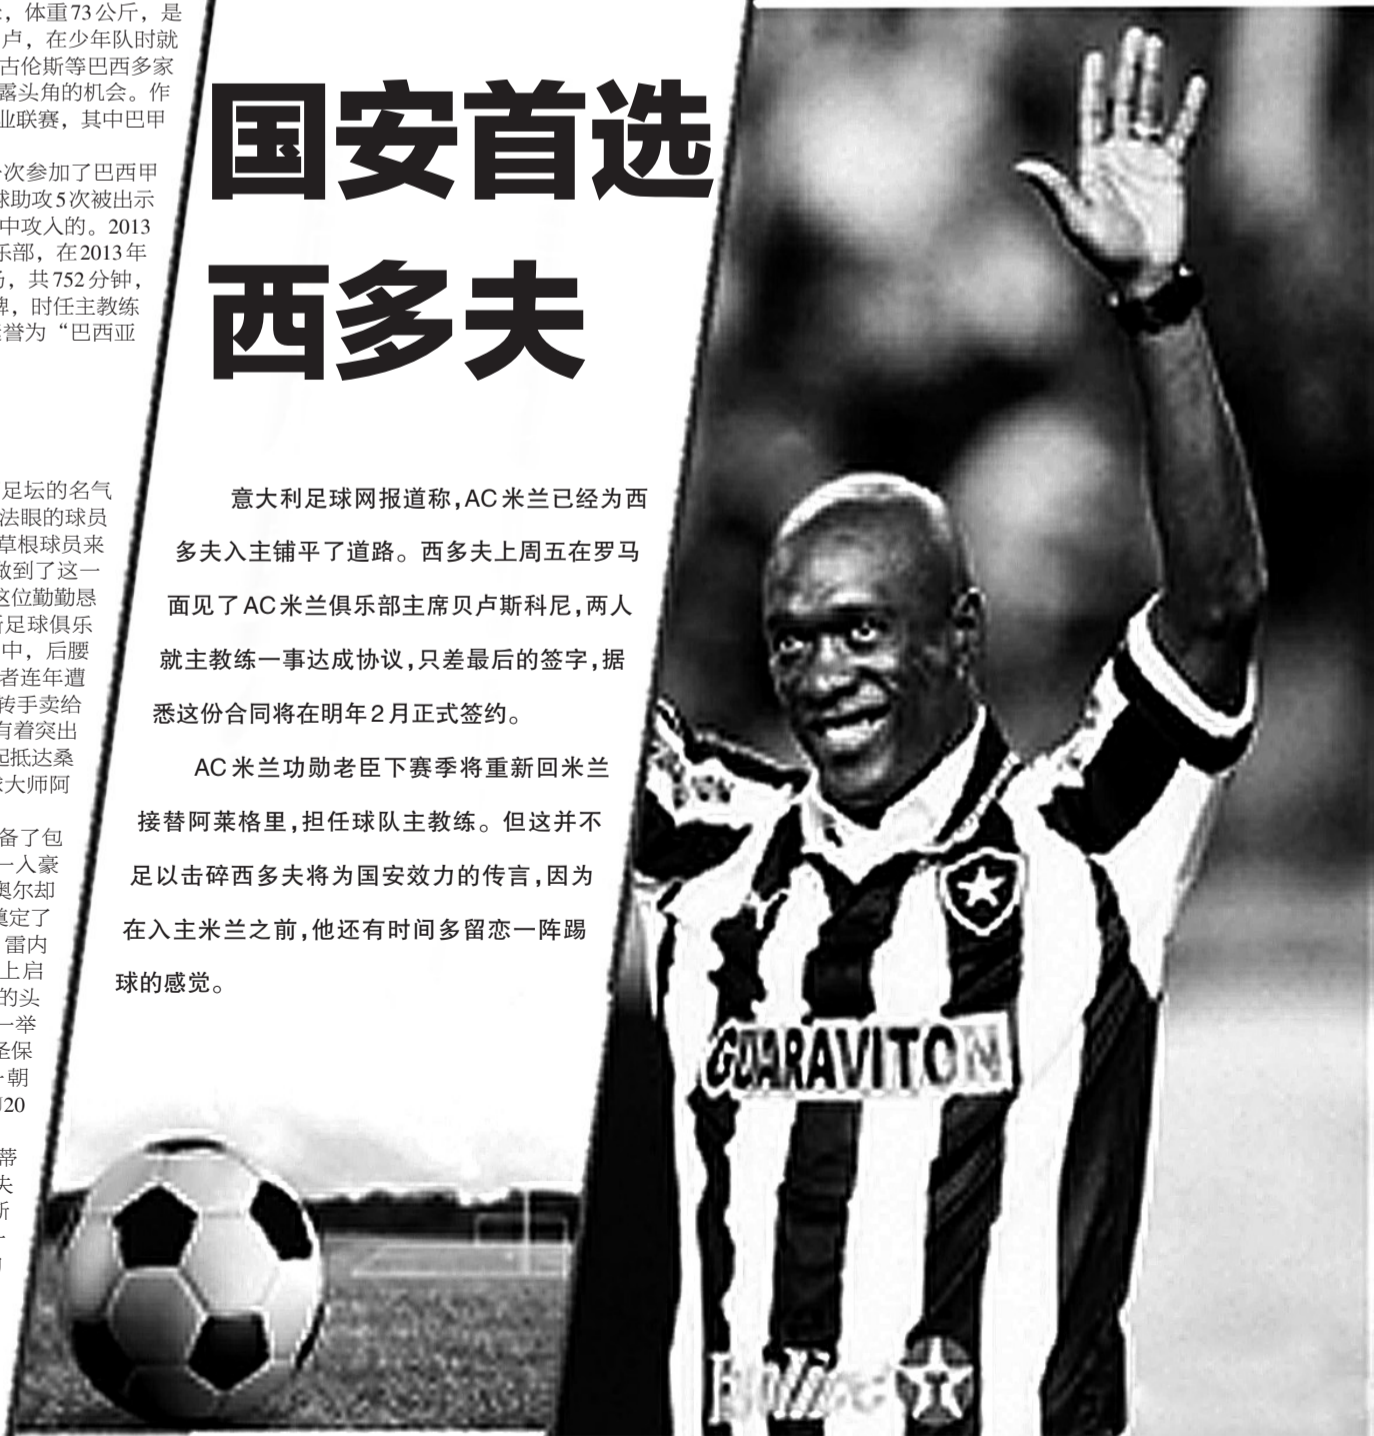 ，体重73公斤，是
卢，在少年队时就
古伦斯等巴西多家
露头角的机会。作
业联赛，其中巴甲
次参加了巴西甲
球助攻5次被出示
中攻入的。2013
乐部，在2013年
，共752分钟，
牌，时任主教练
誉为“巴西亚
足坛的名气
法眼的球员
草根球员来
做到了这一
这位勤勤恳
足球俱乐
中，后腰
者连年遭
转手卖给
有着突出
起抵达桑
大师阿
备了包
一入豪
奥尔却
奠定了
雷内
上启
的头
一举
圣保
朝
20
蒂
夫
斯
国安首选
西多夫
意大利足球网报道称，AC米兰已经为西
多夫入主铺平了道路。西多夫上周五在罗马
面见了AC米兰俱乐部主席贝卢斯科尼，两人
就主教练一事达成协议，只差最后的签字，据
悉这份合同将在明年2月正式签约。
AC米兰功勋老臣下赛季将重新回米兰
接替阿莱格里，担任球队主教练。但这并不
足以击碎西多夫将为国安效力的传言，因为
在入主米兰之前，他还有时间多留恋一阵踢
球的感觉。
GUARAVITON